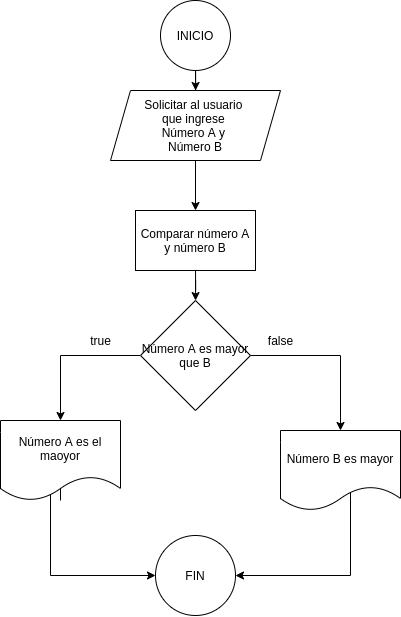 INICIO
Solicitar al usuario
que ingrese
Número A y
Número B
Comparar número A
y número B
Número A es mayor
que B
true
false
Número A es el
maoyor
Número B es mayor
FIN